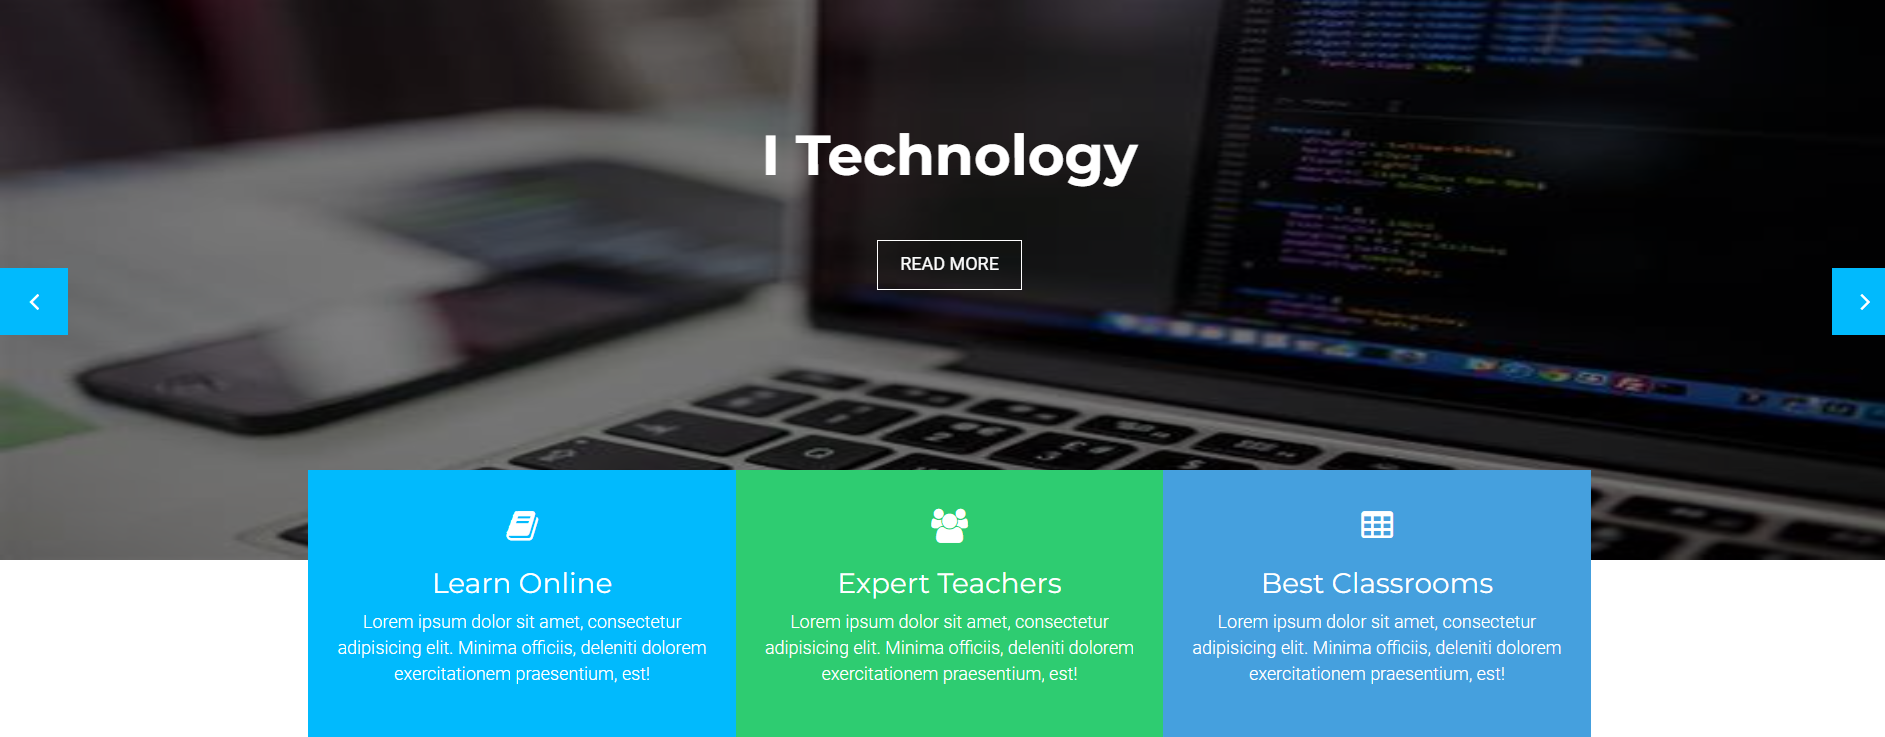 I Technology
READ MORE
Learn Online
Lorem ipsum dolor sit amet, consectetur
adipisicing elit. Minima officiis, deleniti dolorem
exercitationem praesentium, est!
Expert Teachers
Lorem ipsum dolor sit amet, consectetur
adipisicing elit. Minima officiis, deleniti dolorem
exercitationem praesentium, est!
Best Classrooms
Lorem ipsum dolor sit amet, consectetur
adipisicing elit. Minima officiis, deleniti dolorem
exercitationem praesentium, est!